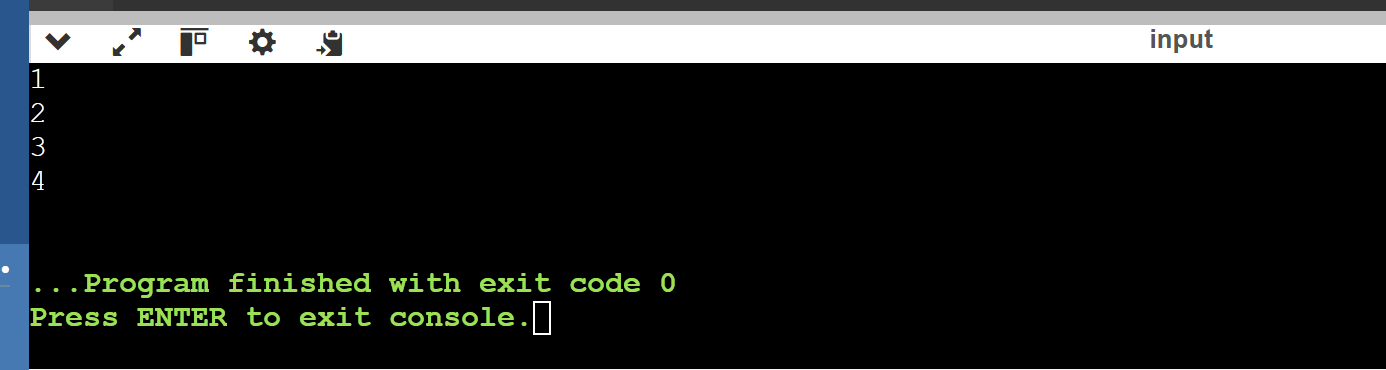 input
1
2
3
4
...Program finished with exit code 0
Press ENTER to exit console.